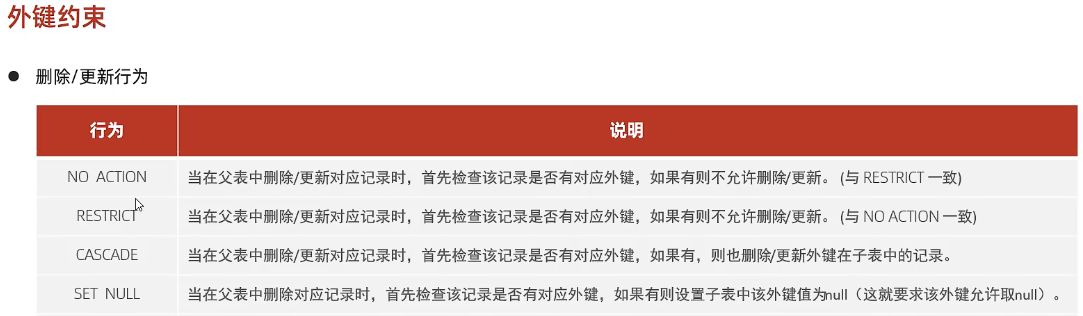 外键约束
● 删除/更新行为
行为 说明
NO ACTION 当在父表中删除/更新对应记录时，首先检查该记录是否有对应外键，如果有则不允许删除/更新。 (与 RESTRICT 一致)
RESTRICT 当在父表中删除/更新对应记录时，首先检查该记录是否有对应外键，如果有则不允许删除/更新。 (与 NO ACTION 一致)
CASCADE 当在父表中删除/更新对应记录时，首先检查该记录是否有对应外键，如果有，则也删除/更新外键在子表中的记录。
SET NULL 当在父表中删除对应记录时，首先检查该记录是否有对应外键，如果有则设置子表中该外键值为null（这就要求该外键允许取null）。